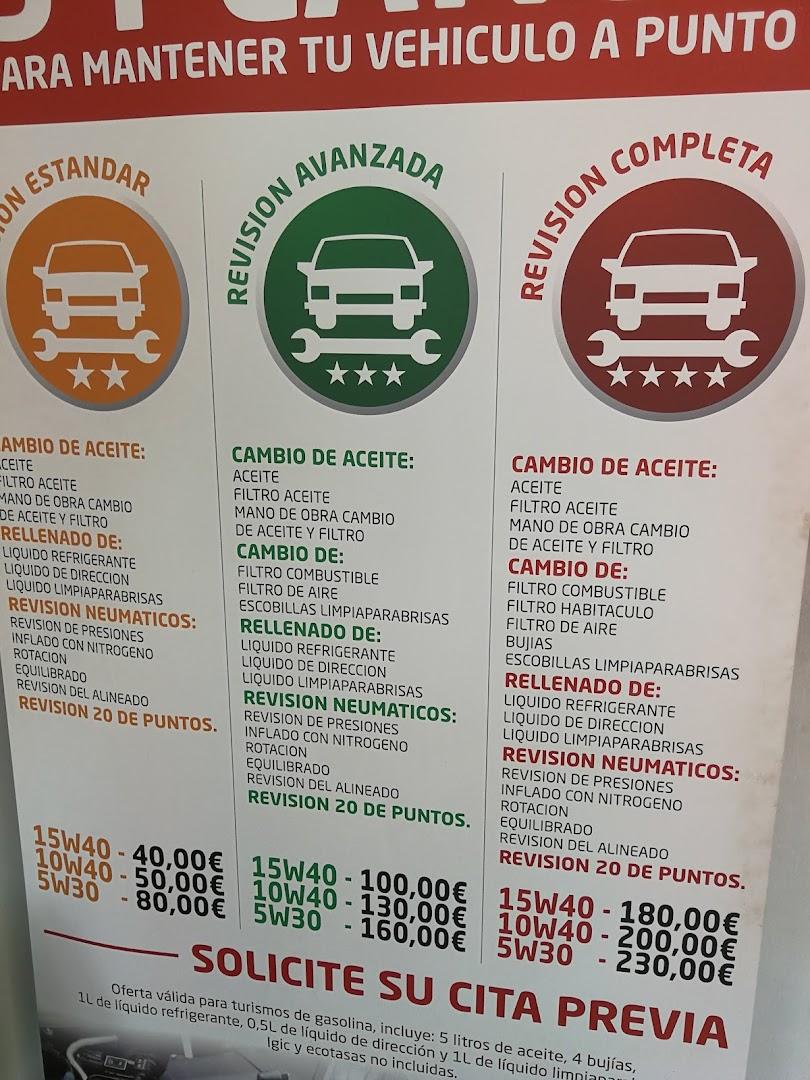 PARA MANTENER TU VEHICULO A PUNTO
ESTANDAR
CAMBIO DE ACEITE:
ACEITE
FILTRO ACEITE
MANO DE OBRA CAMBIO
DE ACEITE Y FILTRO
RELLENADO DE:
LIQUIDO REFRIGERANTE
LIQUIDO DE DIRECCION
LIQUIDO LIMPIAPARABRISAS
REVISION NEUMATICOS:
REVISION DE PRESIONES
INFLADO CON NITROGENO
ROTACION
EQUILIBRADO
REVISION DEL ALINEADO
REVISION 20 DE PUNTOS.
15W40 - 40,00€
10W40 - 50,00€
5W30 - 80,00€
REVISION AVANZADA
CAMBIO DE ACEITE:
ACEITE
FILTRO ACEITE
MANO DE OBRA CAMBIO
DE ACEITE Y FILTRO
CAMBIO DE:
FILTRO COMBUSTIBLE
FILTRO DE AIRE
ESCOBILLAS LIMPIAPARABRISAS
RELLENADO DE:
LIQUIDO REFRIGERANTE
LIQUIDO DE DIRECCION
LIQUIDO LIMPIAPARABRISAS
REVISION NEUMATICOS:
REVISION DE PRESIONES
INFLADO CON NITROGENO
ROTACION
EQUILIBRADO
REVISION DEL ALINEADO
REVISION 20 DE PUNTOS.
15W40 - 100,00€
10W40 - 130,00€
5W30 - 160,00€
REVISION COMPLETA
CAMBIO DE ACEITE:
ACEITE
FILTRO ACEITE
MANO DE OBRA CAMBIO
DE ACEITE Y FILTRO
CAMBIO DE:
FILTRO COMBUSTIBLE
FILTRO HABITACULO
FILTRO DE AIRE
BUJIAS
ESCOBILLAS LIMPIAPARABRISAS
RELLENADO DE:
LIQUIDO REFRIGERANTE
LIQUIDO DE DIRECCION
LIQUIDO LIMPIAPARABRISAS
REVISION NEUMATICOS:
REVISION DE PRESIONES
INFLADO CON NITROGENO
ROTACION
EQUILIBRADO
REVISION DEL ALINEADO
REVISION 20 DE PUNTOS.
15W40 - 180,00€
10W40 - 200,00€
5W30 - 230,00€
SOLICITE SU CITA PREVIA
Oferta válida para turismos de gasolina, incluye: 5 litros de aceite, 4 bujías,
1L de líquido refrigerante, 0,5L de líquido de dirección y 1L de líquido
Igic y ecotasas no incluidas.